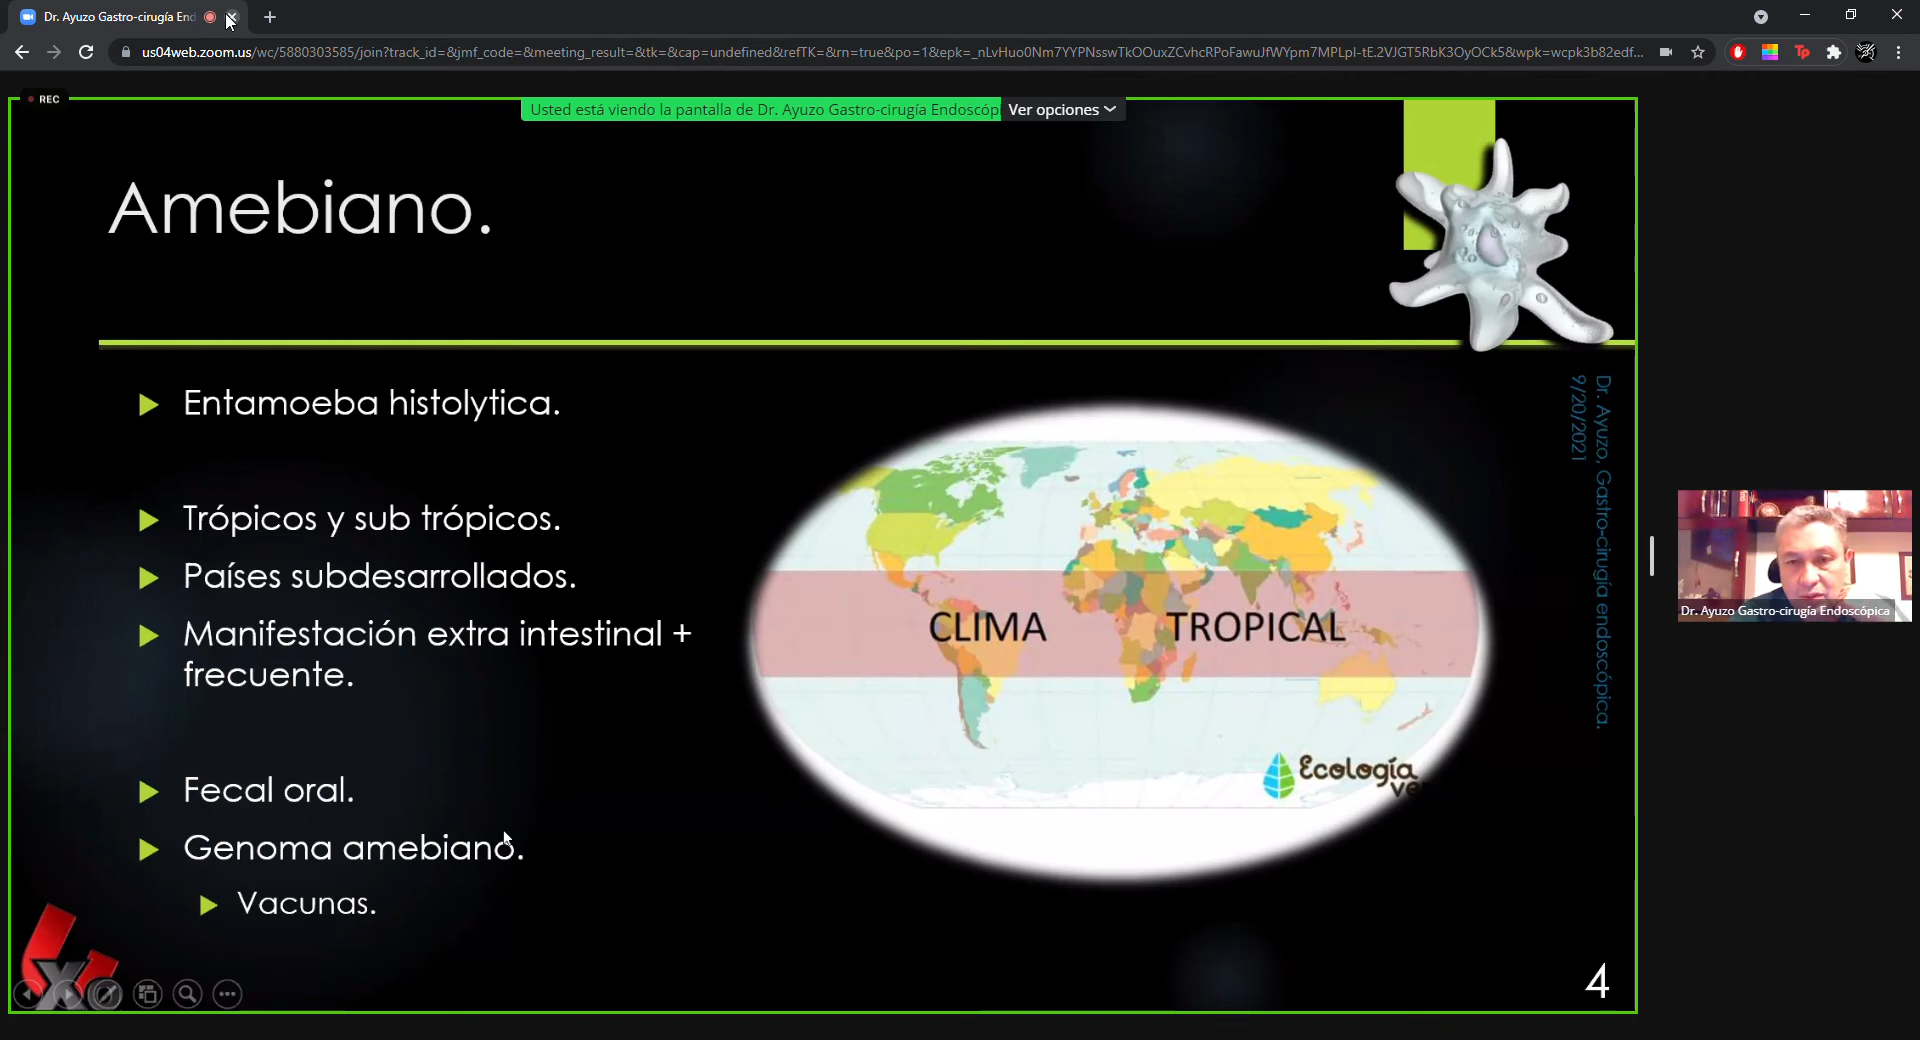 Dr. Ayuzo Gastro-cirugía End
us04web.zoom.us/wc/5880303585/join?track_id=&jmf_code=&meeting_result=&tk=&cap=undefined&refTK=&rn=true&po=1&epk=_nLvHuo0Nm7YYPNsswTkOOuxZCvhcRPoFawuJfWYpm7MPLpI-tE.2VJGT5RbK3OyOCk5&wpk=wcpk3b82edf...
REC
Usted está viendo la pantalla de Dr. Ayuzo Gastro-cirugía Endoscópi
Ver opciones
Amebiano.
Entamoeba histolytica.
Trópicos y sub trópicos.
Países subdesarrollados.
Manifestación extra intestinal +
frecuente.
Fecal oral.
Genoma amebiano.
Vacunas.
CLIMA TROPICAL
Ecología
ve
Dr. Ayuzo, Gastro-cirugía endoscópica.
9/20/2021
4
Dr. Ayuzo Gastro-cirugía Endoscópica